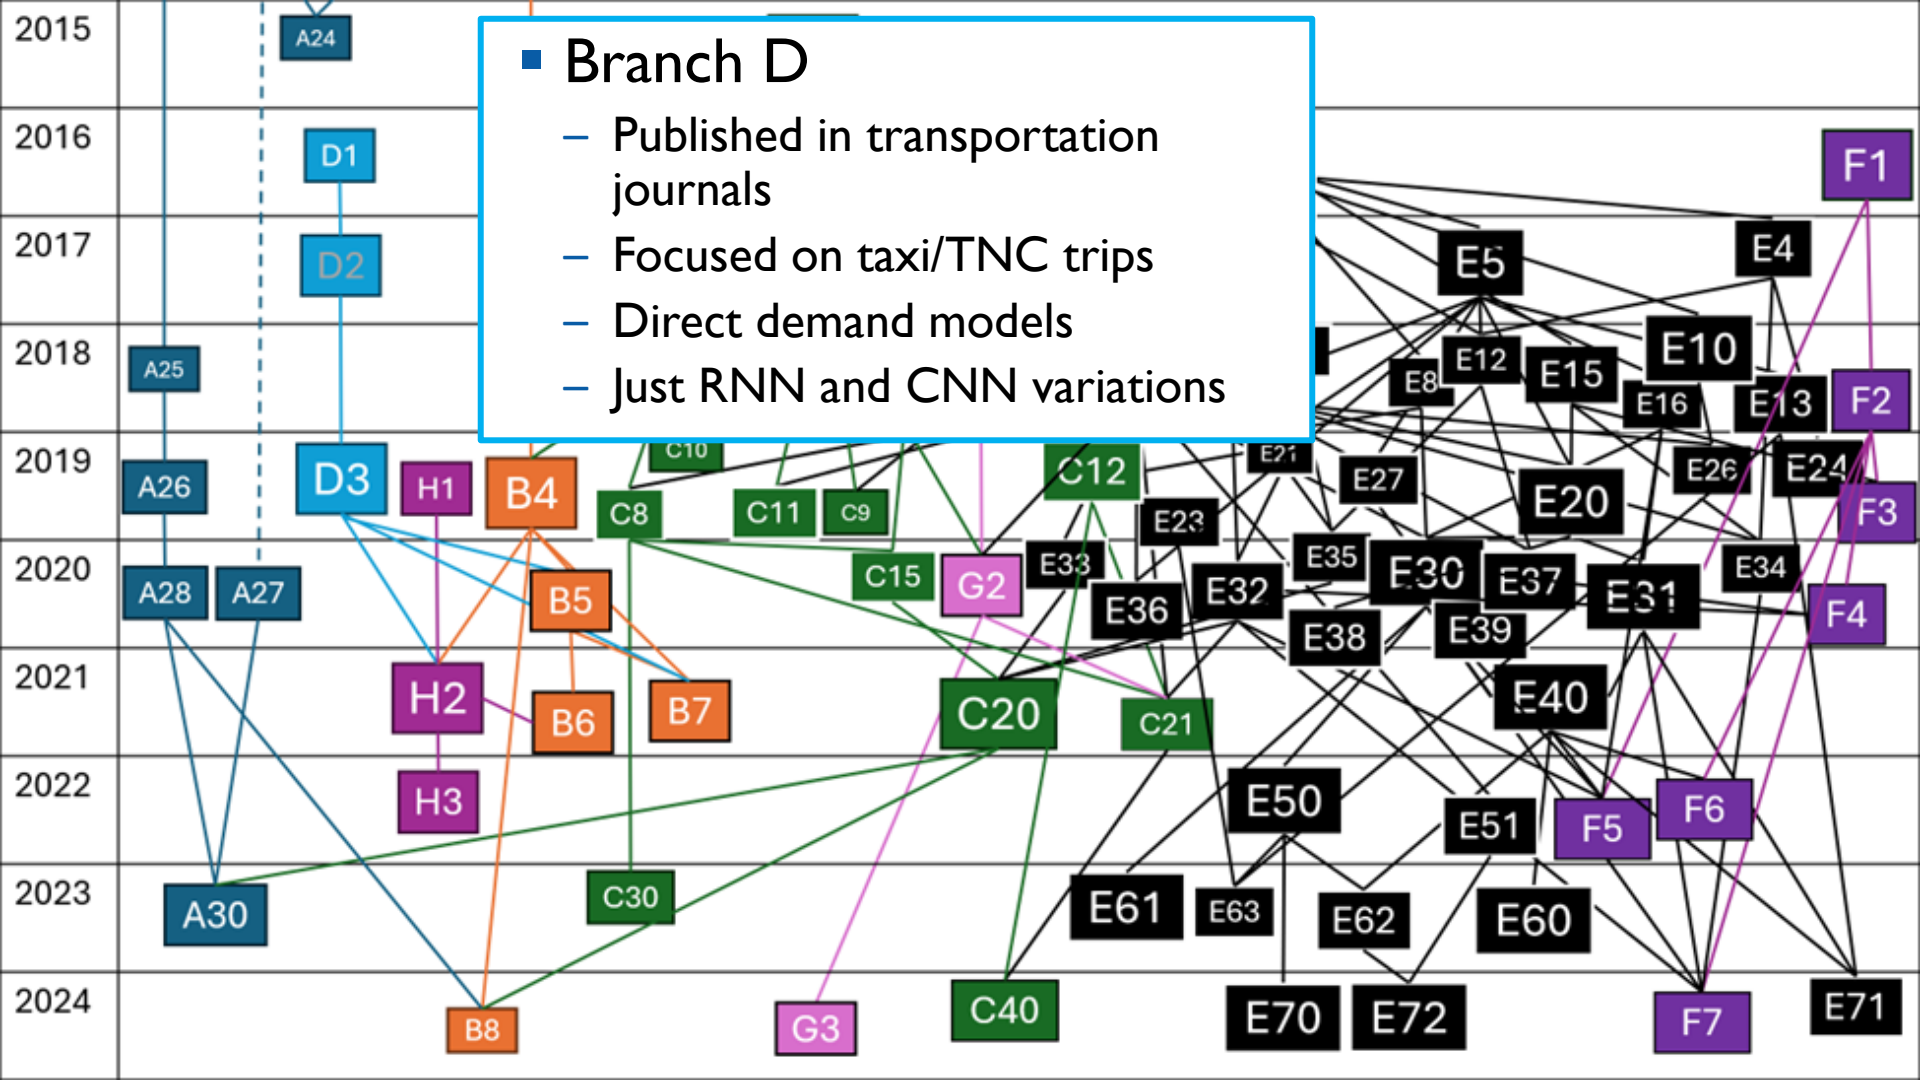 2015
A24
Branch D
– Published in transportation
journals
– Focused on taxi/TNC trips
– Direct demand models
– Just RNN and CNN variations
2016
D1
F1
2017
D2
E5
E4
2018
A25
E8
E12
E15
E10
E16
E13
F2
2019
A26
D3
H1
B4
C10
C8
C11
C9
C12
E21
E23
E27
E20
E26
E24
F3
2020
A28
A27
B5
C15
G2
E33
E36
E32
E35
E38
E30
E39
E37
E31
E34
F4
2021
H2
B6
B7
C20
C21
E40
2022
H3
E50
E51
F5
F6
2023
A30
C30
E61
E63
E62
E60
2024
B8
G3
C40
E70
E72
F7
E71